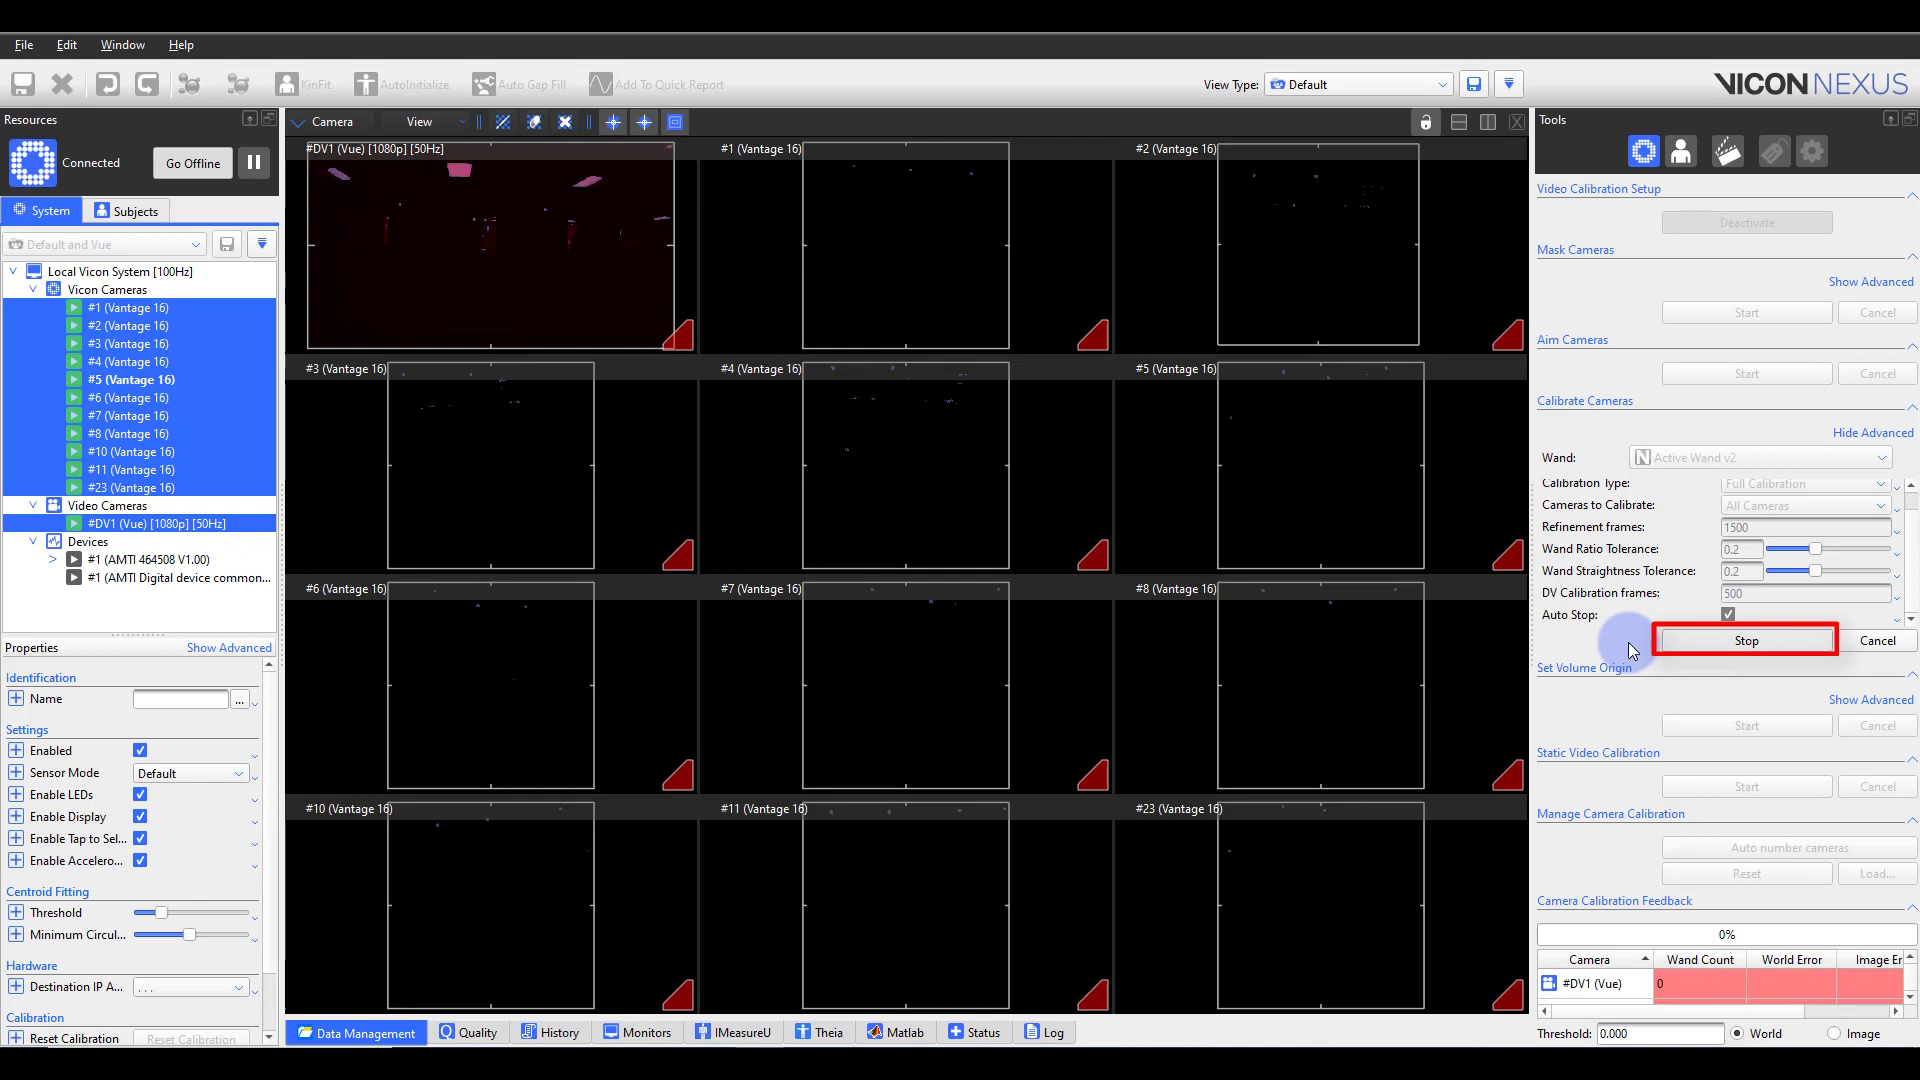 File Edit Window Help
KinFit AutoInitialize Auto Gap Fill Add To Quick Report View Type: Default VICON NEXUS
Resources
Connected Go Offline
System Subjects
Default and Vue
Local Vicon System [100Hz]
Vicon Cameras
#1 (Vantage 16)
#2 (Vantage 16)
#3 (Vantage 16)
#4 (Vantage 16)
#5 (Vantage 16)
#6 (Vantage 16)
#7 (Vantage 16)
#8 (Vantage 16)
#10 (Vantage 16)
#11 (Vantage 16)
#23 (Vantage 16)
Video Cameras
#DV1 (Vue) [1080p] [50Hz]
Devices
#1 (AMTI 464508 V1.00)
#1 (AMTI Digital device common...
Properties Show Advanced
Identification
Name ...
Settings
Enabled
Sensor Mode Default
Enable LEDs
Enable Display
Enable Tap to Sel...
Enable Accelero...
Centroid Fitting
Threshold
Minimum Circul...
Hardware
Destination IP A... . . .
Calibration
Reset Calibration Reset Calibration
Camera View
#DV1 (Vue) [1080p] [50Hz] #1 (Vantage 16) #2 (Vantage 16)
#3 (Vantage 16) #4 (Vantage 16) #5 (Vantage 16)
#6 (Vantage 16) #7 (Vantage 16) #8 (Vantage 16)
#10 (Vantage 16) #11 (Vantage 16) #23 (Vantage 16)
Data Management Quality History Monitors IMeasureU Theia Matlab Status Log
Tools
Video Calibration Setup
Deactivate
Mask Cameras
Show Advanced
Start Cancel
Aim Cameras
Start Cancel
Calibrate Cameras
Hide Advanced
Wand: N Active Wand v2
Calibration Type: Full Calibration
Cameras to Calibrate: All Cameras
Refinement frames: 1500
Wand Ratio Tolerance: 0.2
Wand Straightness Tolerance: 0.2
DV Calibration frames: 500
Auto Stop:
Stop Cancel
Set Volume Origin
Show Advanced
Start Cancel
Static Video Calibration
Start Cancel
Manage Camera Calibration
Auto number cameras
Reset Load...
Camera Calibration Feedback
0%
Camera Wand Count World Error Image Er
#DV1 (Vue) 0
Threshold: 0.000 World Image